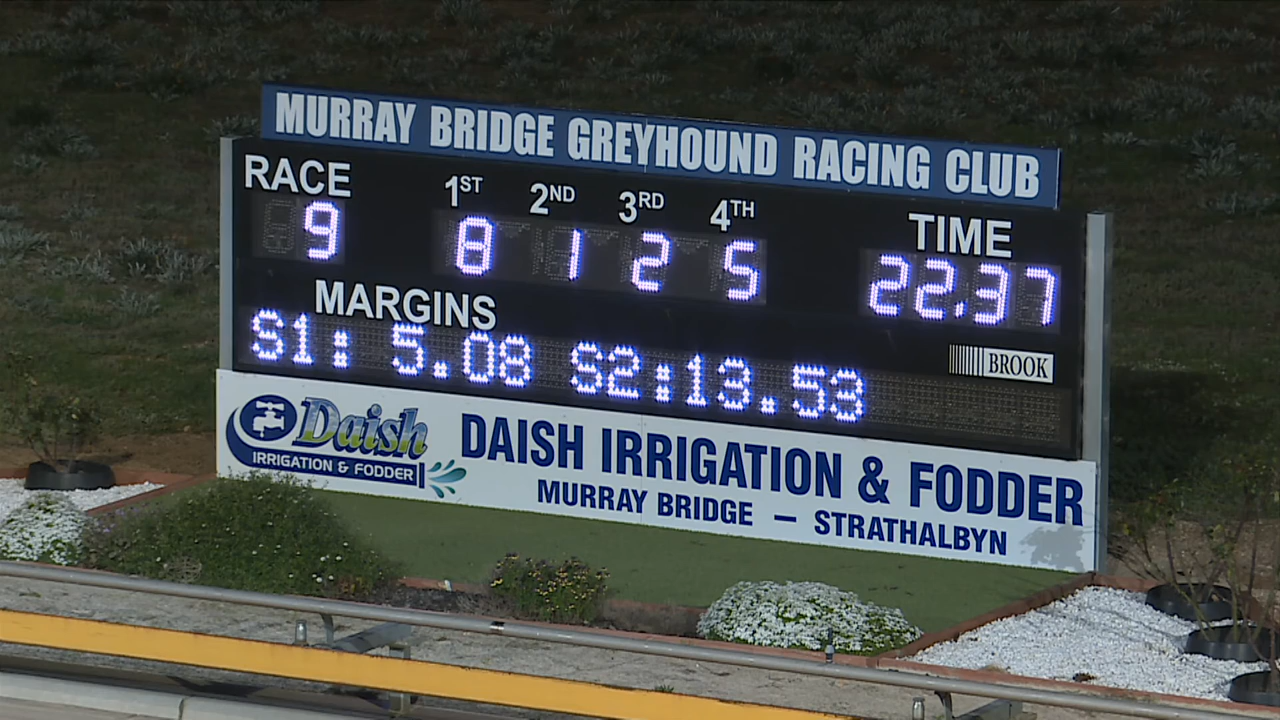 MURRAY BRIDGE GREYHOUND RACING CLUB
RACE 1ST 2ND 3RD 4TH TIME
9 8 1 2 5 22.37
MARGINS
S1: 5.08 S2:13.53
BROOK
Daish
IRRIGATION & FODDER
DAISH IRRIGATION & FODDER
MURRAY BRIDGE – STRATHALBYN